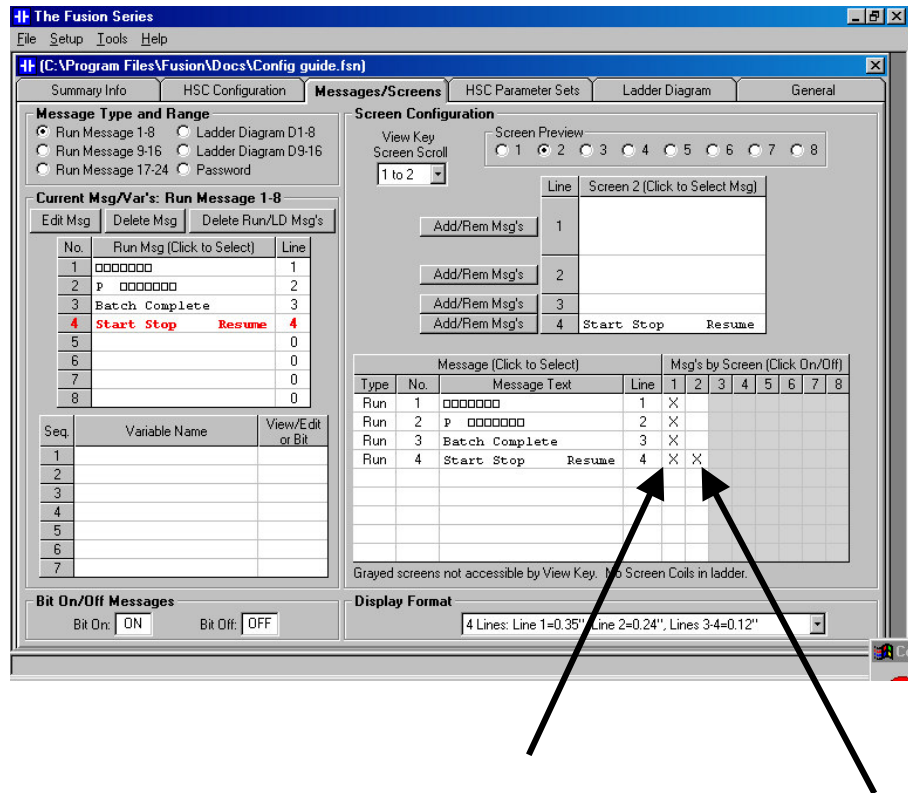 The Fusion Series
File Setup Tools Help
(C:\Program Files\Fusion\Docs\Config guide.fsn)
Summary Info HSC Configuration Messages/Screens HSC Parameter Sets Ladder Diagram General
Message Type and Range
Run Message 1-8 Ladder Diagram D1-8
Run Message 9-16 Ladder Diagram D9-16
Run Message 17-24 Password
Current Msg/Var's: Run Message 1-8
Edit Msg Delete Msg Delete Run/LD Msg's
No. Run Msg (Click to Select) Line
1 □□□□□□□ 1
2 P □□□□□□□ 2
3 Batch Complete 3
4 Start Stop Resume 4
5 0
6 0
7 0
8 0
Seq. Variable Name View/Edit or Bit
1
2
3
4
5
6
7
Bit On/Off Messages
Bit On: ON Bit Off: OFF
Screen Configuration
View Key
Screen Scroll
1 to 2
Screen Preview
1 2 3 4 5 6 7 8
Line Screen 2 (Click to Select Msg)
Add/Rem Msg's 1
Add/Rem Msg's 2
Add/Rem Msg's 3
Add/Rem Msg's 4 Start Stop Resume
Message (Click to Select) Msg's by Screen (Click On/Off)
Type No. Message Text Line 1 2 3 4 5 6 7 8
Run 1 □□□□□□□ 1 X
Run 2 P □□□□□□□ 2 X
Run 3 Batch Complete 3 X
Run 4 Start Stop Resume 4 X X
Grayed screens not accessible by View Key. No Screen Coils in ladder.
Display Format
4 Lines: Line 1=0.35", Line 2=0.24", Lines 3-4=0.12"